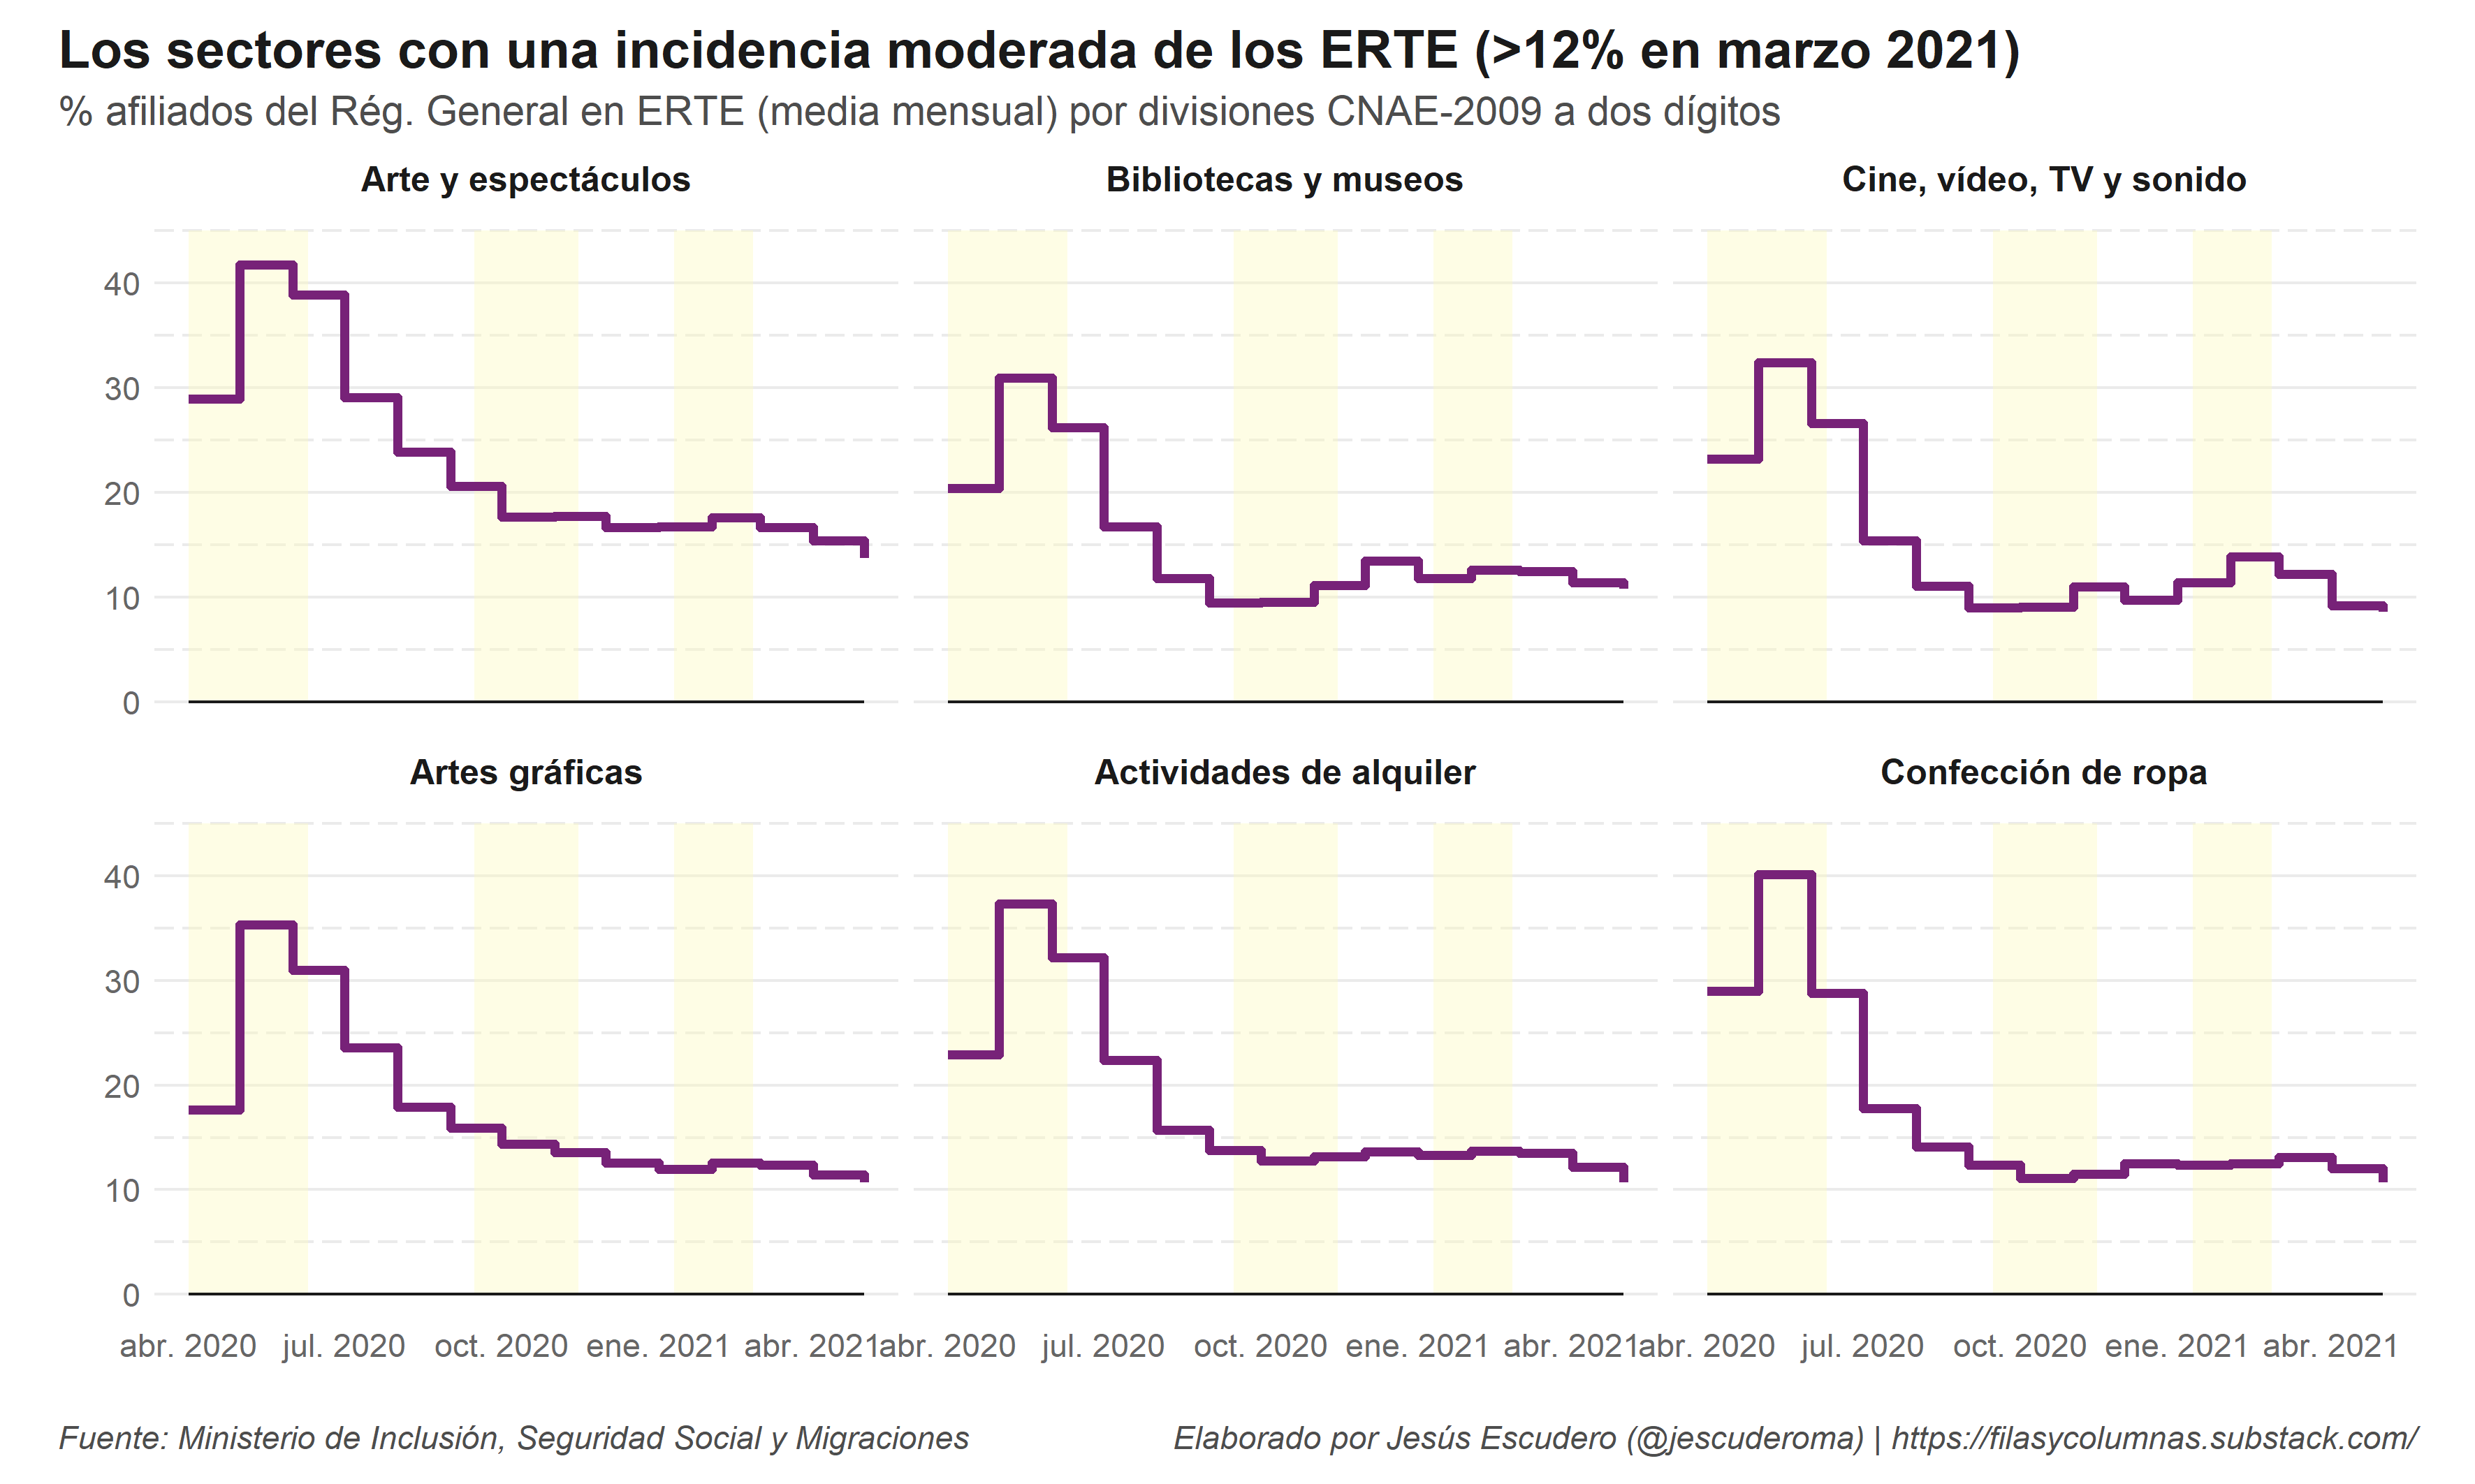 Los sectores con una incidencia moderada de los ERTE (>12% en marzo 2021)
% afiliados del Rég. General en ERTE (media mensual) por divisiones CNAE-2009 a dos dígitos
Arte y espectáculos
Bibliotecas y museos
Cine, vídeo, TV y sonido
40
30
20
10
0
Artes gráficas
Actividades de alquiler
Confección de ropa
40
30
20
10
0
abr. 2020 jul. 2020 oct. 2020 ene. 2021 abr. 2021
abr. 2020 jul. 2020 oct. 2020 ene. 2021 abr. 2021
abr. 2020 jul. 2020 oct. 2020 ene. 2021 abr. 2021
Fuente: Ministerio de Inclusión, Seguridad Social y Migraciones
Elaborado por Jesús Escudero (@jescuderoma) | https://filasycolumnas.substack.com/